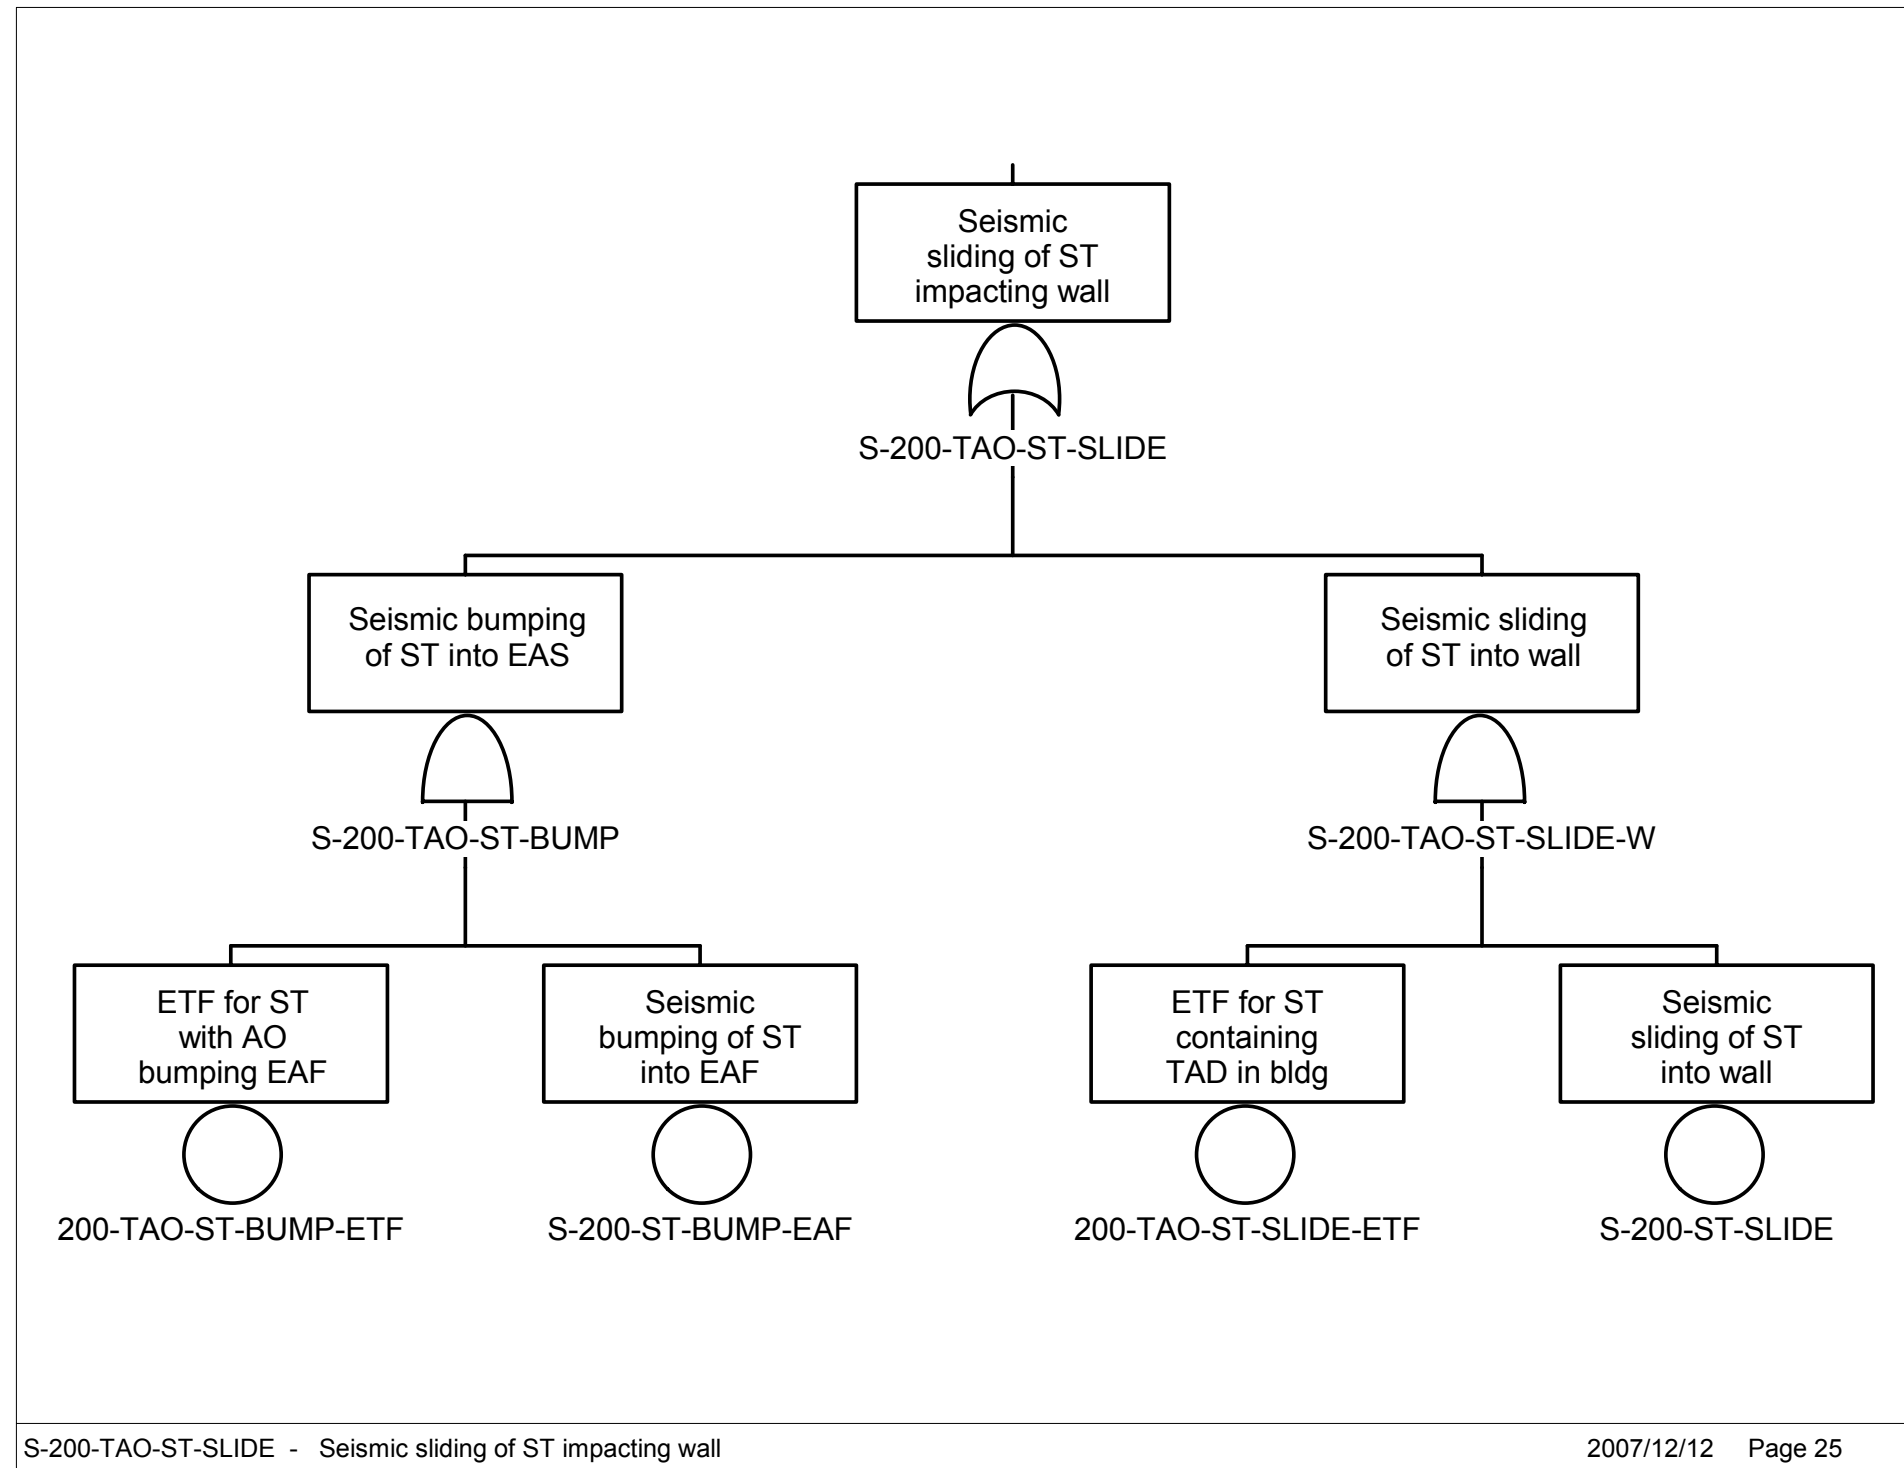 Seismic
sliding of ST
impacting wall
S-200-TAO-ST-SLIDE
Seismic bumping
of ST into EAS
S-200-TAO-ST-BUMP
Seismic sliding
of ST into wall
S-200-TAO-ST-SLIDE-W
ETF for ST
with AO
bumping EAF
200-TAO-ST-BUMP-ETF
Seismic
bumping of ST
into EAF
S-200-ST-BUMP-EAF
ETF for ST
containing
TAD in bldg
200-TAO-ST-SLIDE-ETF
Seismic
sliding of ST
into wall
S-200-ST-SLIDE
S-200-TAO-ST-SLIDE - Seismic sliding of ST impacting wall
2007/12/12 Page 25